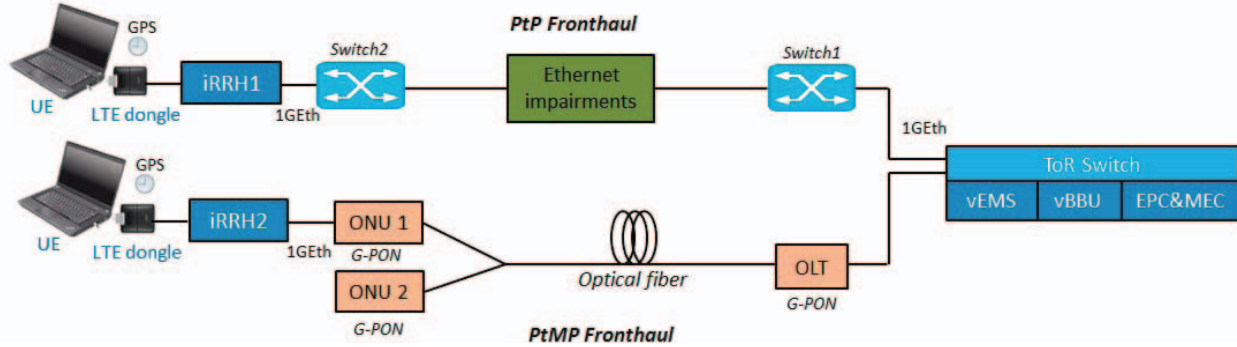 PtP Fronthaul
GPS
Switch2
Switch1
iRRH1
Ethernet
impairments
UE
LTE dongle
1GEth
1GEth
GPS
ToR Switch
vEMS
vBBU
EPC&MEC
iRRH2
ONU 1
UE
LTE dongle
1GEth
G-PON
Optical fiber
OLT
ONU 2
G-PON
G-PON
PtMP Fronthaul